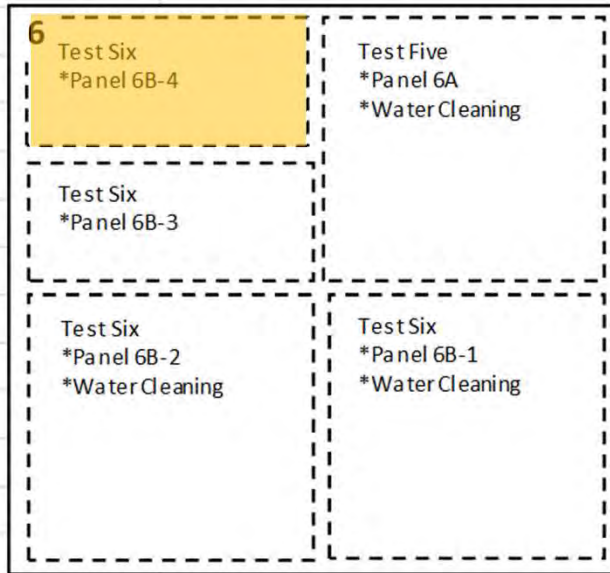 6
Test Six
*Panel 6B-4
Test Five
*Panel 6A
*Water Cleaning
Test Six
*Panel 6B-3
Test Six
*Panel 6B-2
*Water Cleaning
Test Six
*Panel 6B-1
*Water Cleaning